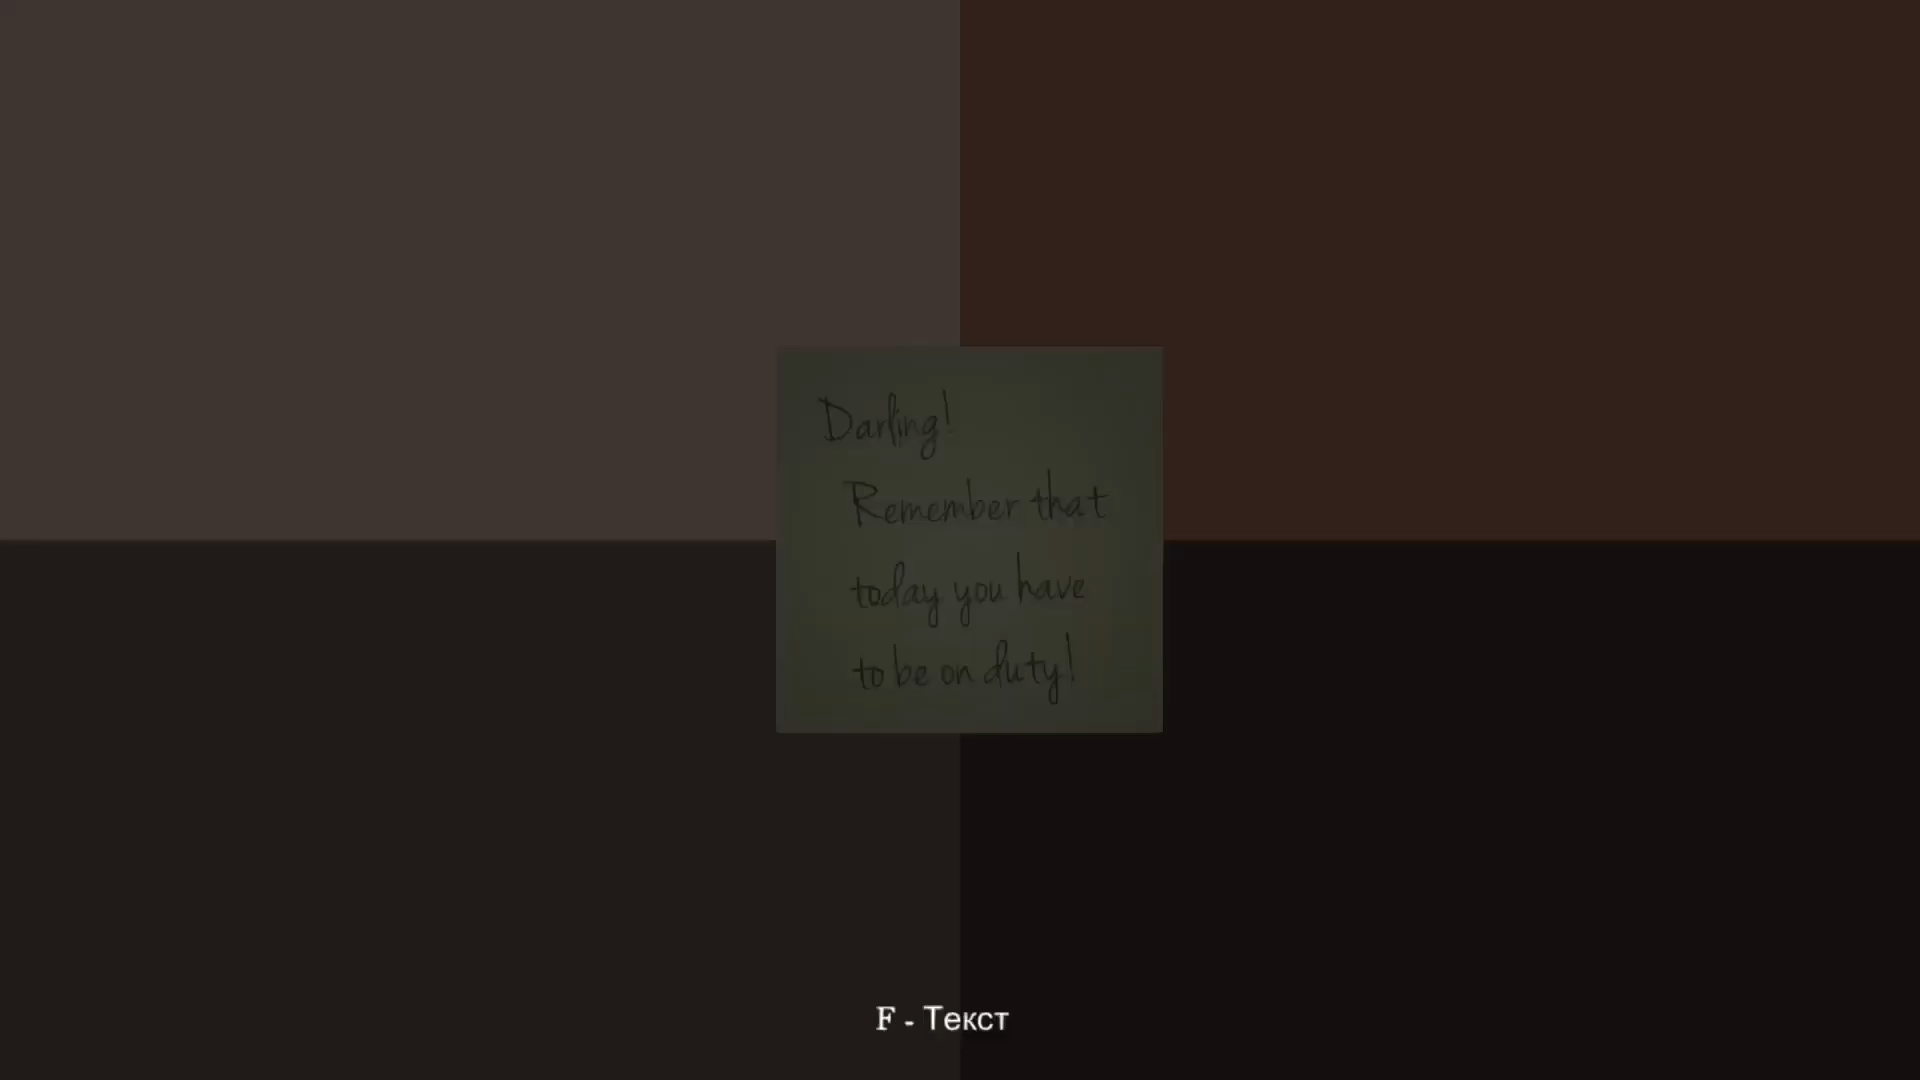 Darling!
Remember that
today you have
to be on duty!
F - Текст